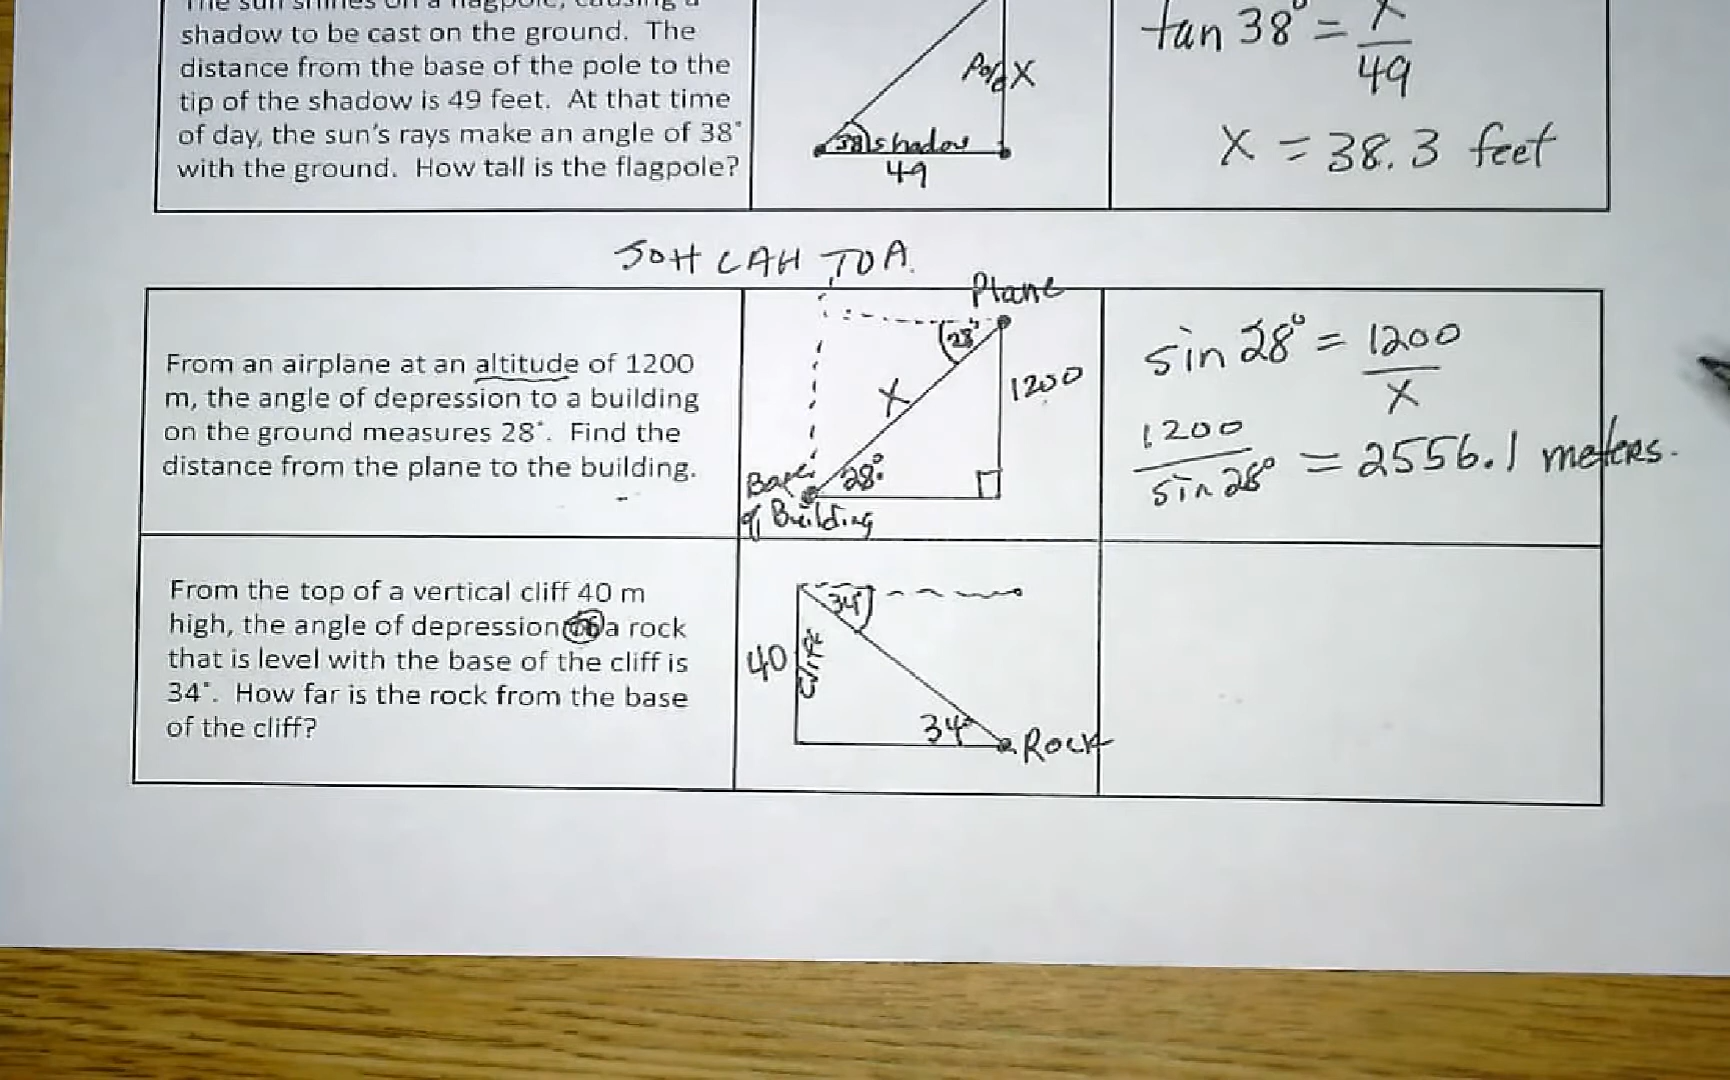 The sun shines on a flagpole, causing a
shadow to be cast on the ground. The
distance from the base of the pole to the
tip of the shadow is 49 feet. At that time
of day, the sun's rays make an angle of 38°
with the ground. How tall is the flagpole?
Pole X
38° shadow
49
tan 38° = X
49
X = 38.3 feet
SOH CAH TOA.
From an airplane at an altitude of 1200
m, the angle of depression to a building
on the ground measures 28°. Find the
distance from the plane to the building.
Plane
28°
X
1200
28°
Base
of Building
sin 28° = 1200
X
1200
sin 28° = 2556.1 meters.
From the top of a vertical cliff 40 m
high, the angle of depression a rock
that is level with the base of the cliff is
34°. How far is the rock from the base
of the cliff?
34°
40
Cliff
34°
Rock